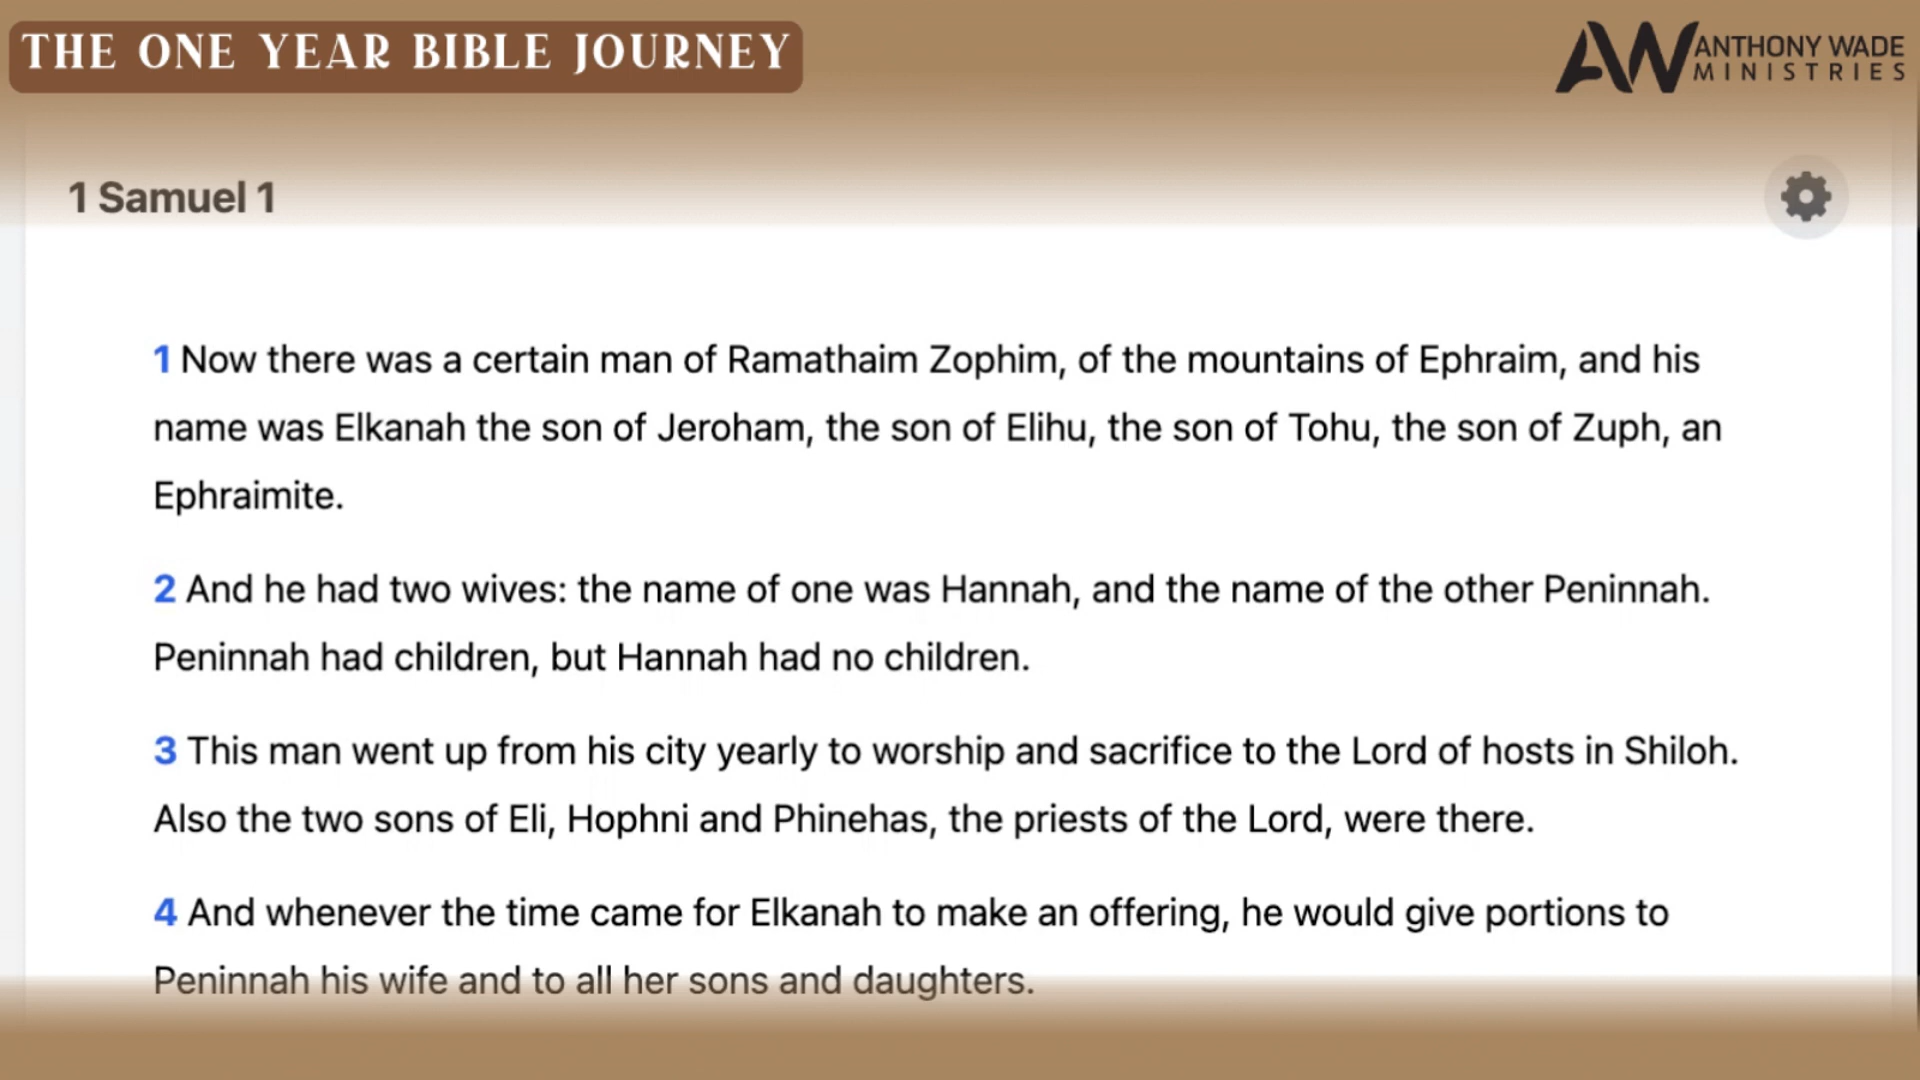 THE ONE YEAR BIBLE JOURNEY
AW ANTHONY WADE
MINISTRIES
1 Samuel 1
1 Now there was a certain man of Ramathaim Zophim, of the mountains of Ephraim, and his
name was Elkanah the son of Jeroham, the son of Elihu, the son of Tohu, the son of Zuph, an
Ephraimite.
2 And he had two wives: the name of one was Hannah, and the name of the other Peninnah.
Peninnah had children, but Hannah had no children.
3 This man went up from his city yearly to worship and sacrifice to the Lord of hosts in Shiloh.
Also the two sons of Eli, Hophni and Phinehas, the priests of the Lord, were there.
4 And whenever the time came for Elkanah to make an offering, he would give portions to
Peninnah his wife and to all her sons and daughters.